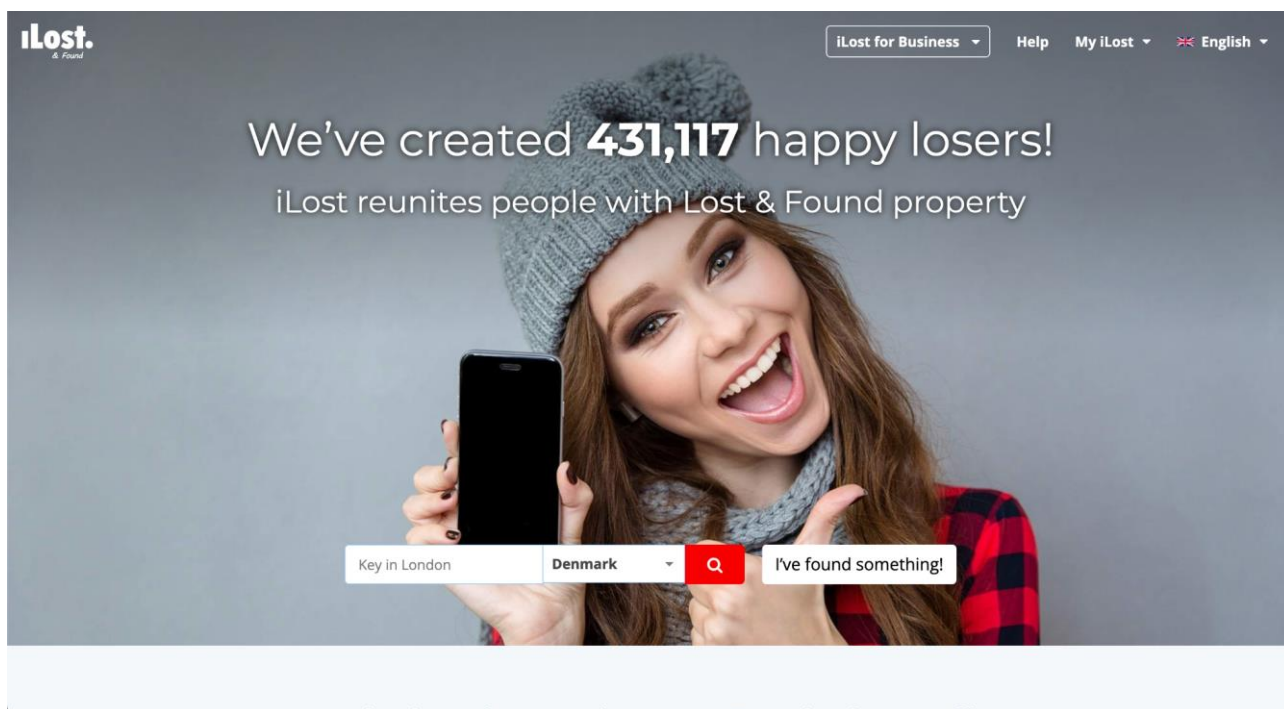 iLost.
& Found
iLost for Business
Help
My iLost
English
We’ve created 431,117 happy losers!
iLost reunites people with Lost & Found property
Key in London
Denmark
I’ve found something!